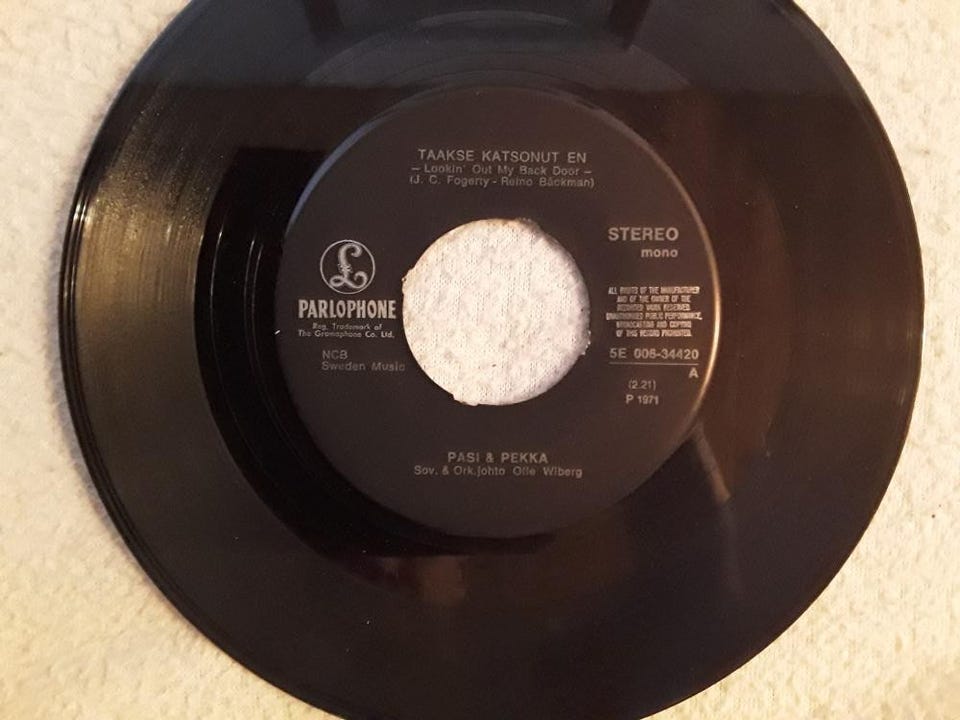 TAAKSE KATSONUT EN
– Lookin' Out My Back Door –
(J. C. Fogerty - Reino Bäckman)
STEREO
mono
£
PARLOPHONE
Reg. Trademark of
The Gramophone Co. Ltd.
NCB
Sweden Music
ALL RIGHTS OF THE MANUFACTURER
AND OF THE OWNER OF THE
RECORDED WORK RESERVED.
UNAUTHORISED PUBLIC PERFORMANCE,
BROADCASTING AND COPYING
OF THIS RECORD PROHIBITED.
5E 006-34420
A
(2.21)
P 1971
PASI & PEKKA
Sov. & Ork.johto Olle Wiberg